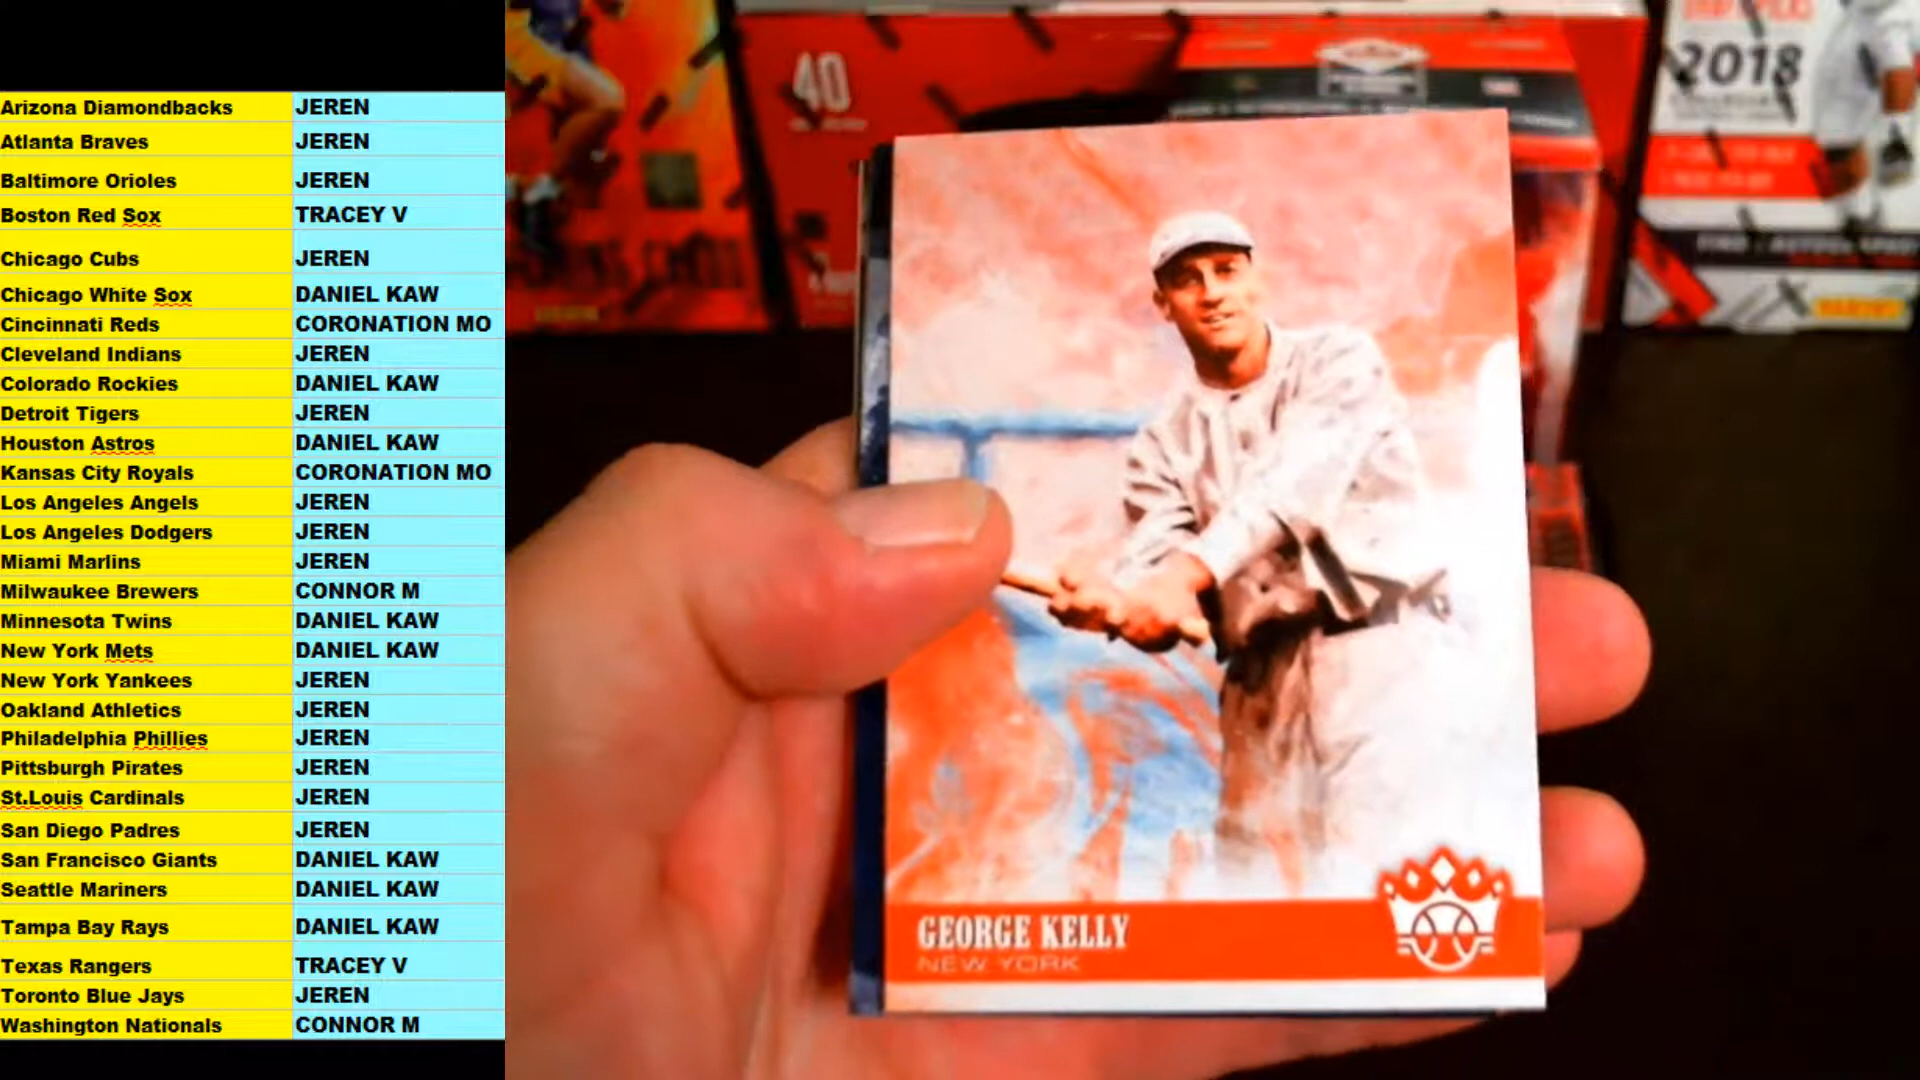 Arizona Diamondbacks JEREN
Atlanta Braves JEREN
Baltimore Orioles JEREN
Boston Red Sox TRACEY V
Chicago Cubs JEREN
Chicago White Sox DANIEL KAW
Cincinnati Reds CORONATION MO
Cleveland Indians JEREN
Colorado Rockies DANIEL KAW
Detroit Tigers JEREN
Houston Astros DANIEL KAW
Kansas City Royals CORONATION MO
Los Angeles Angels JEREN
Los Angeles Dodgers JEREN
Miami Marlins JEREN
Milwaukee Brewers CONNOR M
Minnesota Twins DANIEL KAW
New York Mets DANIEL KAW
New York Yankees JEREN
Oakland Athletics JEREN
Philadelphia Phillies JEREN
Pittsburgh Pirates JEREN
St.Louis Cardinals JEREN
San Diego Padres JEREN
San Francisco Giants DANIEL KAW
Seattle Mariners DANIEL KAW
Tampa Bay Rays DANIEL KAW
Texas Rangers TRACEY V
Toronto Blue Jays JEREN
Washington Nationals CONNOR M
40
2018
PANINI
GEORGE KELLY
NEW YORK